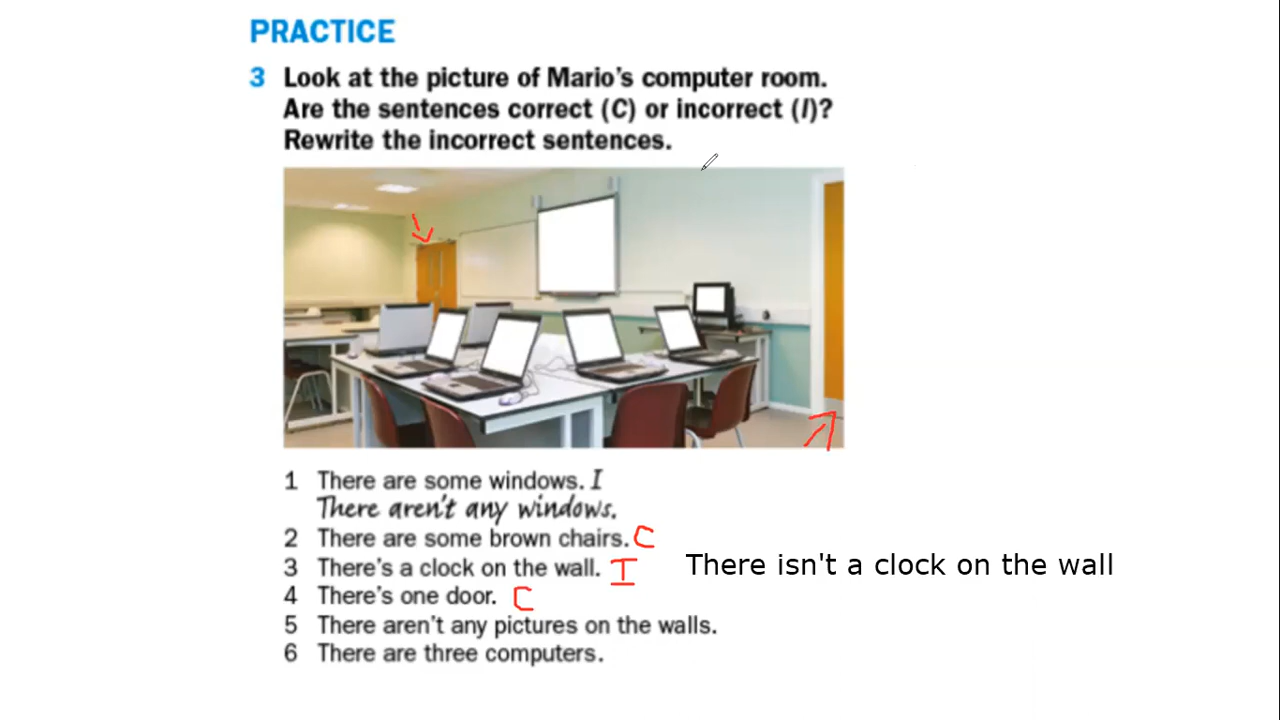 PRACTICE
3 Look at the picture of Mario's computer room.
Are the sentences correct (C) or incorrect (I)?
Rewrite the incorrect sentences.
1 There are some windows. I
There aren't any windows.
2 There are some brown chairs. C
3 There's a clock on the wall. I There isn't a clock on the wall
4 There's one door. C
5 There aren't any pictures on the walls.
6 There are three computers.